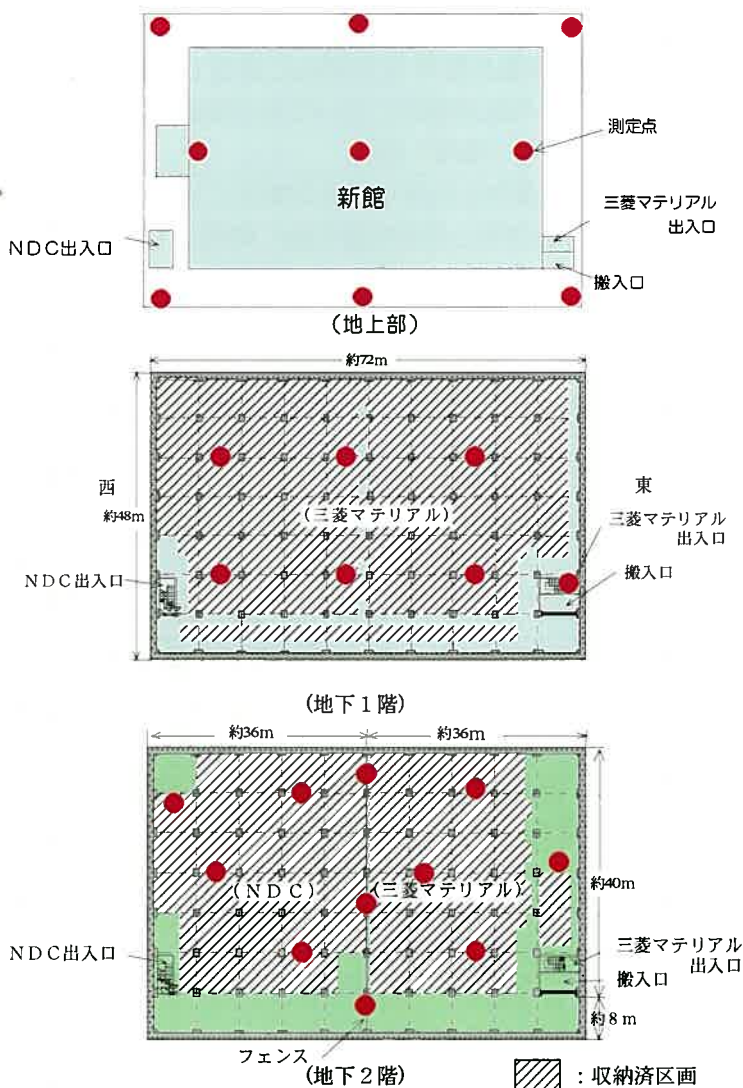 測定点
新館
三菱マテリアル
出入口
NDC出入口
搬入口
(地上部)
約72m
西
東
約48m
(三菱マテリアル)
三菱マテリアル
出入口
NDC出入口
搬入口
(地下1階)
約36m
約36m
(NDC)
(三菱マテリアル)
約40m
NDC出入口
三菱マテリアル
出入口
搬入口
約8m
フェンス
(地下2階)
:収納済区画